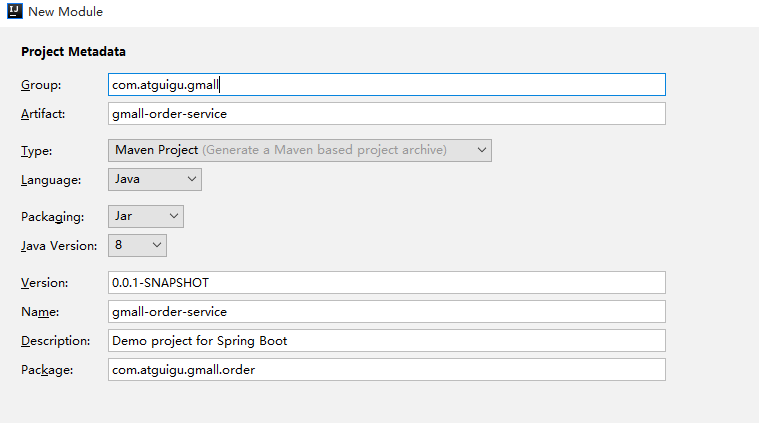 IJ New Module
Project Metadata
Group: com.atguigu.gmall
Artifact: gmall-order-service
Type: Maven Project (Generate a Maven based project archive)
Language: Java
Packaging: Jar
Java Version: 8
Version: 0.0.1-SNAPSHOT
Name: gmall-order-service
Description: Demo project for Spring Boot
Package: com.atguigu.gmall.order